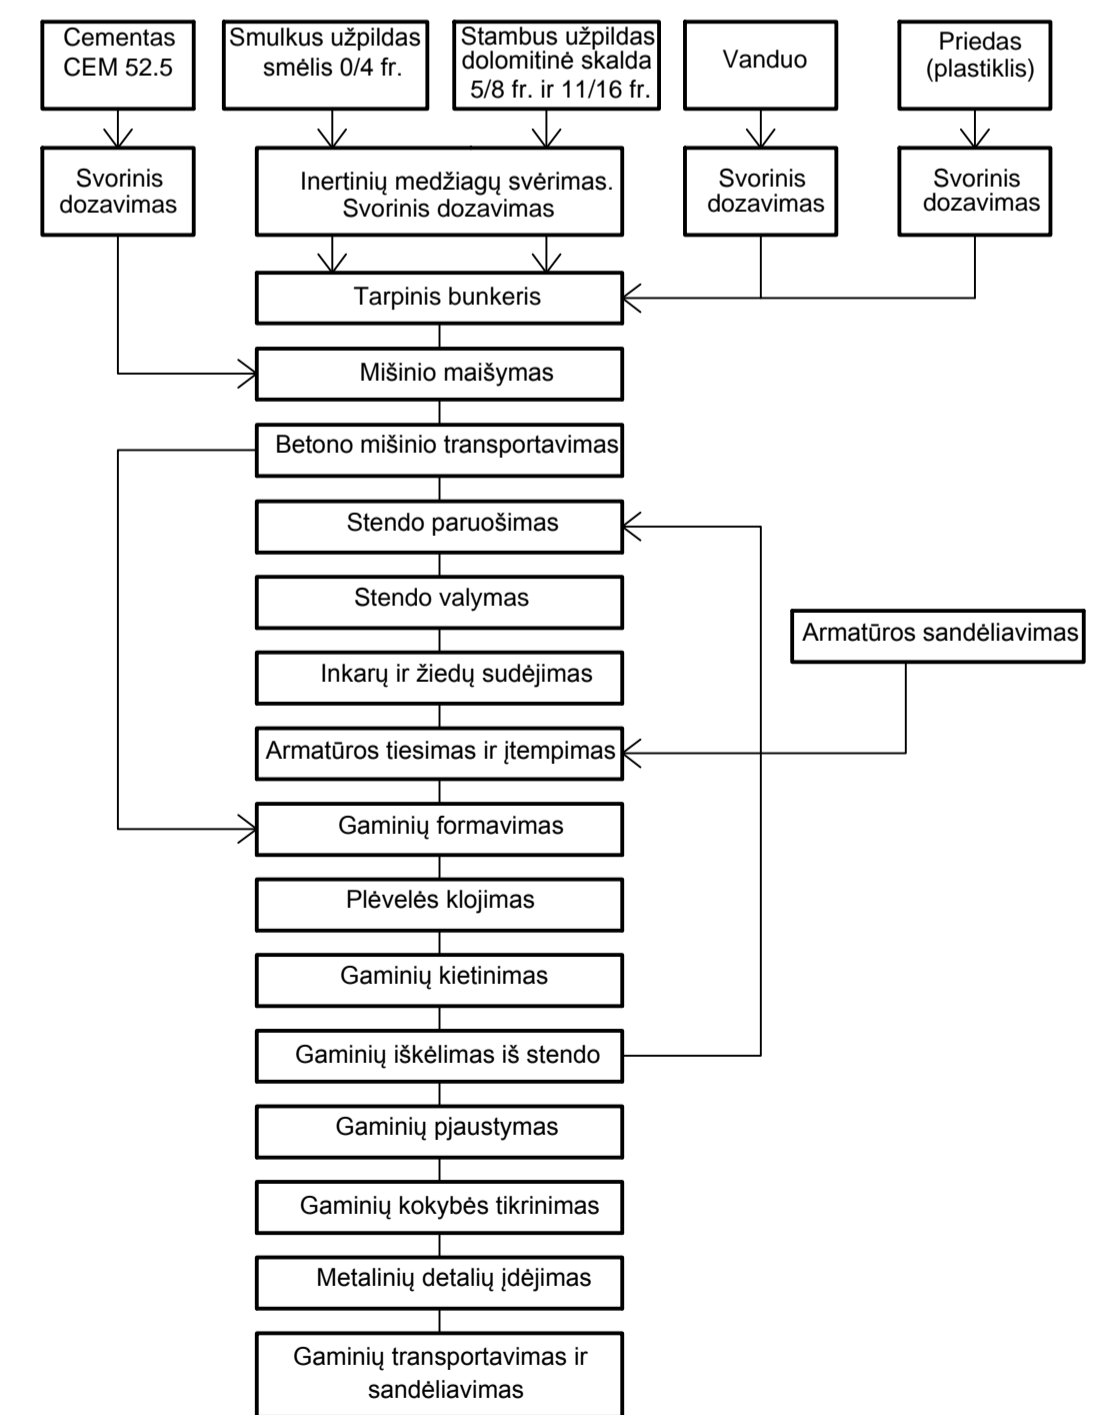 Cementas
CEM 52.5
Smulkus užpildas
smėlis 0/4 fr.
Stambus užpildas
dolomitinė skalda
5/8 fr. ir 11/16 fr.
Vanduo
Priedas
(plastiklis)
Svorinis
dozavimas
Inertinių medžiagų svėrimas.
Svorinis dozavimas
Svorinis
dozavimas
Svorinis
dozavimas
Tarpinis bunkeris
Mišinio maišymas
Betono mišinio transportavimas
Stendo paruošimas
Stendo valymas
Armatūros sandėliavimas
Inkarų ir žiedų sudėjimas
Armatūros tiesimas ir įtempimas
Gaminių formavimas
Plėvelės klojimas
Gaminių kietinimas
Gaminių iškėlimas iš stendo
Gaminių pjaustymas
Gaminių kokybės tikrinimas
Metalinių detalių įdėjimas
Gaminių transportavimas ir
sandėliavimas